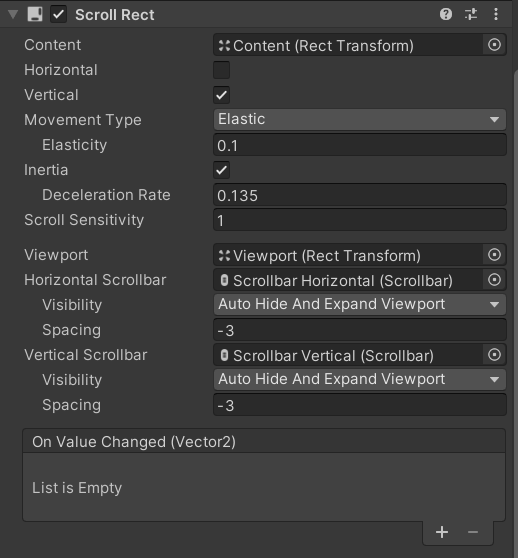 Scroll Rect
Content Content (Rect Transform)
Horizontal
Vertical
Movement Type Elastic
Elasticity 0.1
Inertia
Deceleration Rate 0.135
Scroll Sensitivity 1
Viewport Viewport (Rect Transform)
Horizontal Scrollbar Scrollbar Horizontal (Scrollbar)
Visibility Auto Hide And Expand Viewport
Spacing -3
Vertical Scrollbar Scrollbar Vertical (Scrollbar)
Visibility Auto Hide And Expand Viewport
Spacing -3
On Value Changed (Vector2)
List is Empty